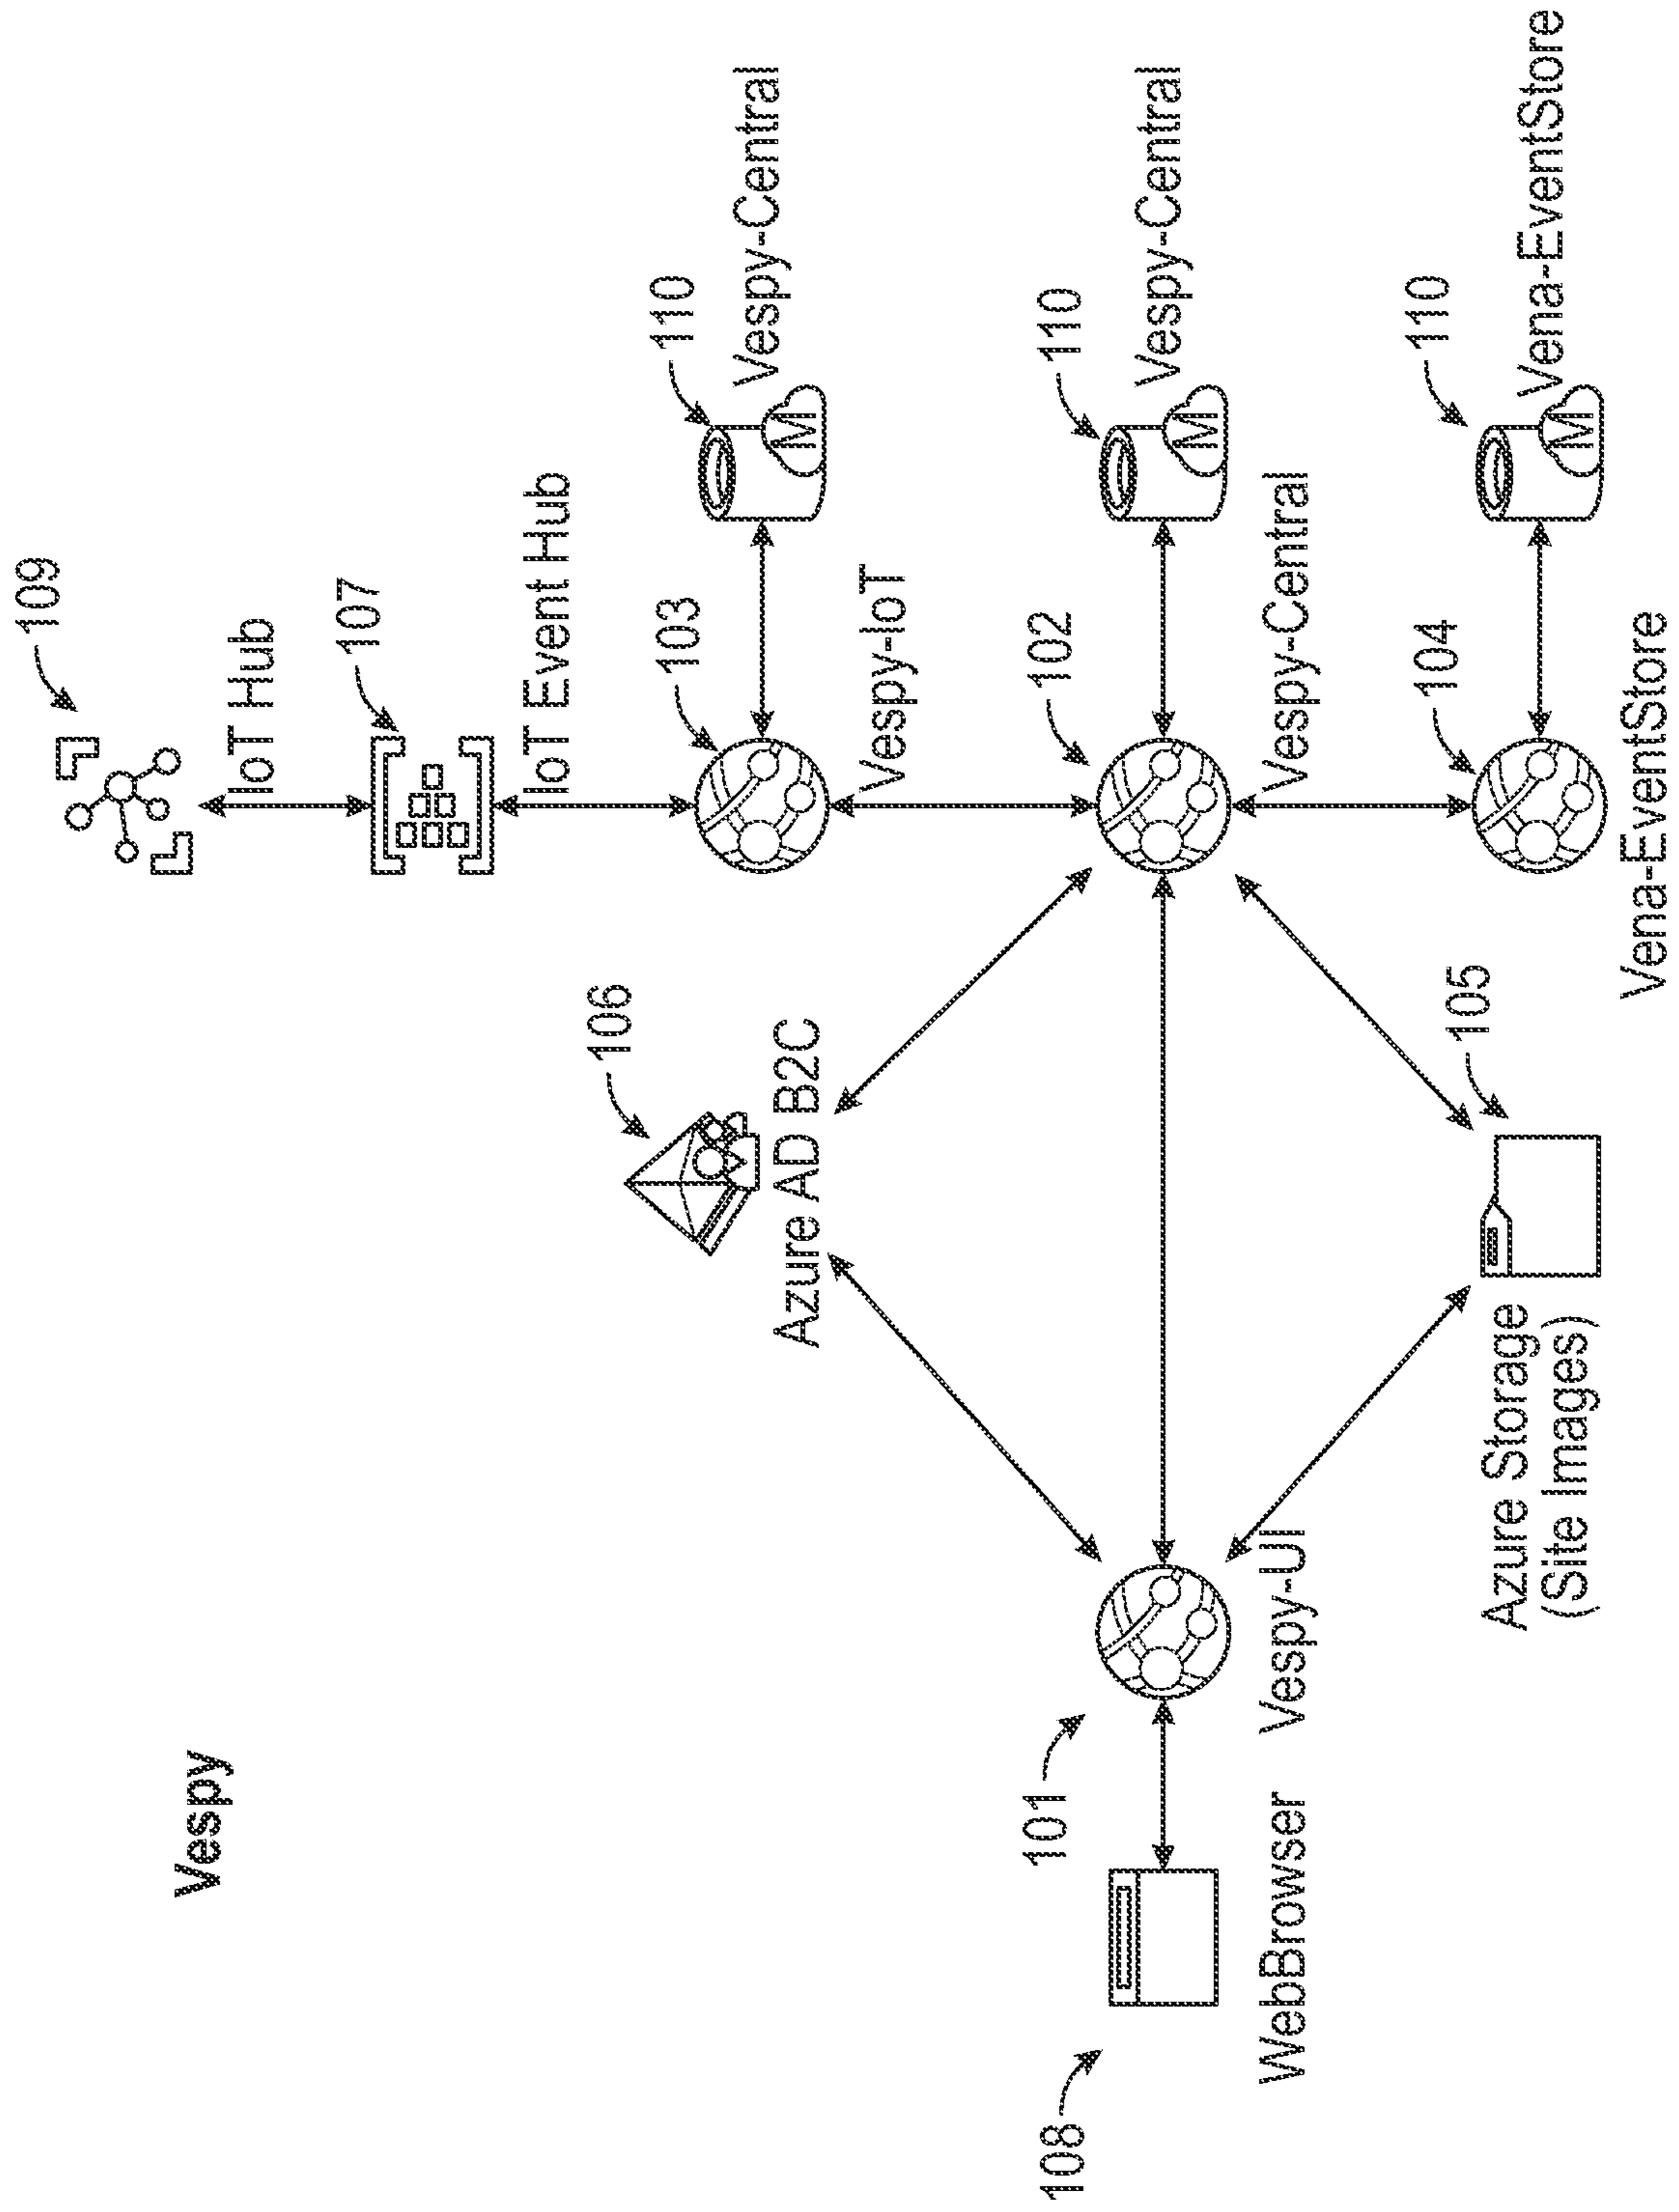 Vespy
109
IoT Hub
107
IoT Event Hub
106
103
110
M
Vespy-Central
Azure AD B2C
Vespy-IoT
108
101
102
110
M
Vespy-Central
WebBrowser
Vespy-UI
Vespy-Central
105
104
110
M
Vena-EventStore
Azure Storage
(Site Images)
Vena-EventStore